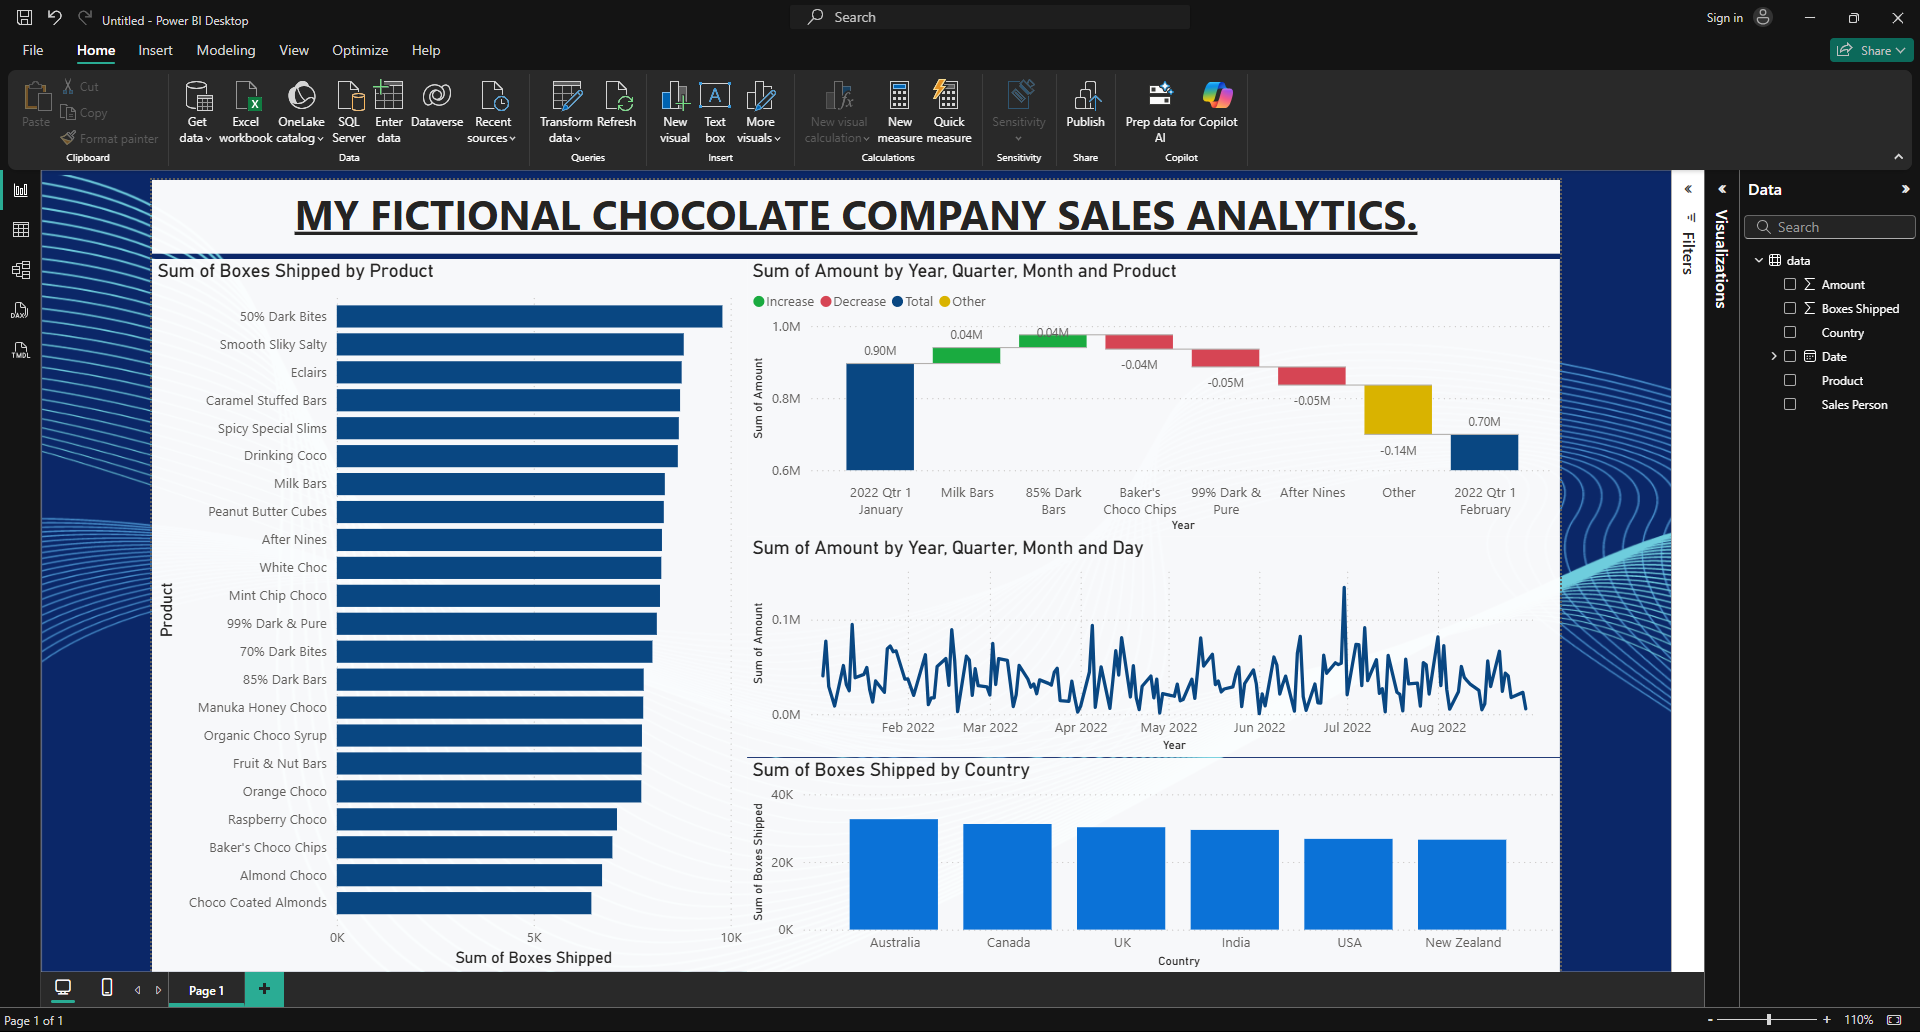 Untitled - Power BI Desktop
Search
Sign in
File Home Insert Modeling View Optimize Help
Share
Paste
Cut
Copy
Format painter
Clipboard
Get data
Excel workbook
OneLake catalog
SQL Server
Enter data
Dataverse
Recent sources
Data
Transform data
Refresh
Queries
New visual
Text box
More visuals
Insert
New visual calculation
New measure
Quick measure
Calculations
Sensitivity
Sensitivity
Publish
Share
Prep data for AI
Copilot
Copilot
MY FICTIONAL CHOCOLATE COMPANY SALES ANALYTICS.
Sum of Boxes Shipped by Product
Product
50% Dark Bites
Smooth Sliky Salty
Eclairs
Caramel Stuffed Bars
Spicy Special Slims
Drinking Coco
Milk Bars
Peanut Butter Cubes
After Nines
White Choc
Mint Chip Choco
99% Dark & Pure
70% Dark Bites
85% Dark Bars
Manuka Honey Choco
Organic Choco Syrup
Fruit & Nut Bars
Orange Choco
Raspberry Choco
Baker's Choco Chips
Almond Choco
Choco Coated Almonds
0K 5K 10K
Sum of Boxes Shipped
Sum of Amount by Year, Quarter, Month and Product
Increase Decrease Total Other
Sum of Amount
1.0M
0.8M
0.6M
0.90M
0.04M
0.04M
-0.04M
-0.05M
-0.05M
-0.14M
0.70M
2022 Qtr 1 January
Milk Bars
85% Dark Bars
Baker's Choco Chips
99% Dark & Pure
After Nines
Other
2022 Qtr 1 February
Year
Sum of Amount by Year, Quarter, Month and Day
Sum of Amount
0.1M
0.0M
Feb 2022 Mar 2022 Apr 2022 May 2022 Jun 2022 Jul 2022 Aug 2022
Year
Sum of Boxes Shipped by Country
Sum of Boxes Shipped
40K
20K
0K
Australia Canada UK India USA New Zealand
Country
Filters
Visualizations
Data
Search
data
Amount
Boxes Shipped
Country
Date
Product
Sales Person
DAX
TMDL
Page 1
Page 1 of 1
- + 110%